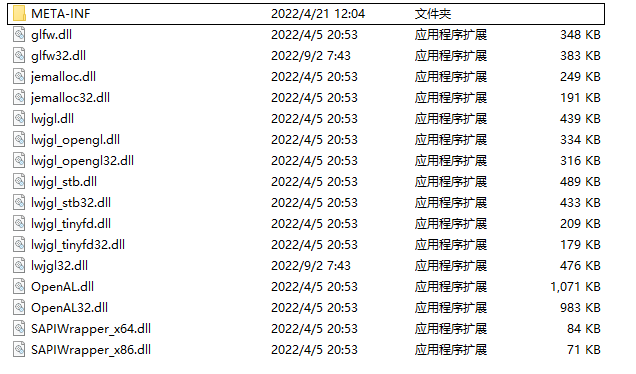 META-INF 2022/4/21 12:04 文件夹
glfw.dll 2022/4/5 20:53 应用程序扩展 348 KB
glfw32.dll 2022/9/2 7:43 应用程序扩展 383 KB
jemalloc.dll 2022/4/5 20:53 应用程序扩展 249 KB
jemalloc32.dll 2022/4/5 20:53 应用程序扩展 191 KB
lwjgl.dll 2022/4/5 20:53 应用程序扩展 439 KB
lwjgl_opengl.dll 2022/4/5 20:53 应用程序扩展 334 KB
lwjgl_opengl32.dll 2022/4/5 20:53 应用程序扩展 316 KB
lwjgl_stb.dll 2022/4/5 20:53 应用程序扩展 489 KB
lwjgl_stb32.dll 2022/4/5 20:53 应用程序扩展 433 KB
lwjgl_tinyfd.dll 2022/4/5 20:53 应用程序扩展 209 KB
lwjgl_tinyfd32.dll 2022/4/5 20:53 应用程序扩展 179 KB
lwjgl32.dll 2022/9/2 7:43 应用程序扩展 476 KB
OpenAL.dll 2022/4/5 20:53 应用程序扩展 1,071 KB
OpenAL32.dll 2022/4/5 20:53 应用程序扩展 983 KB
SAPIWrapper_x64.dll 2022/4/5 20:53 应用程序扩展 84 KB
SAPIWrapper_x86.dll 2022/4/5 20:53 应用程序扩展 71 KB